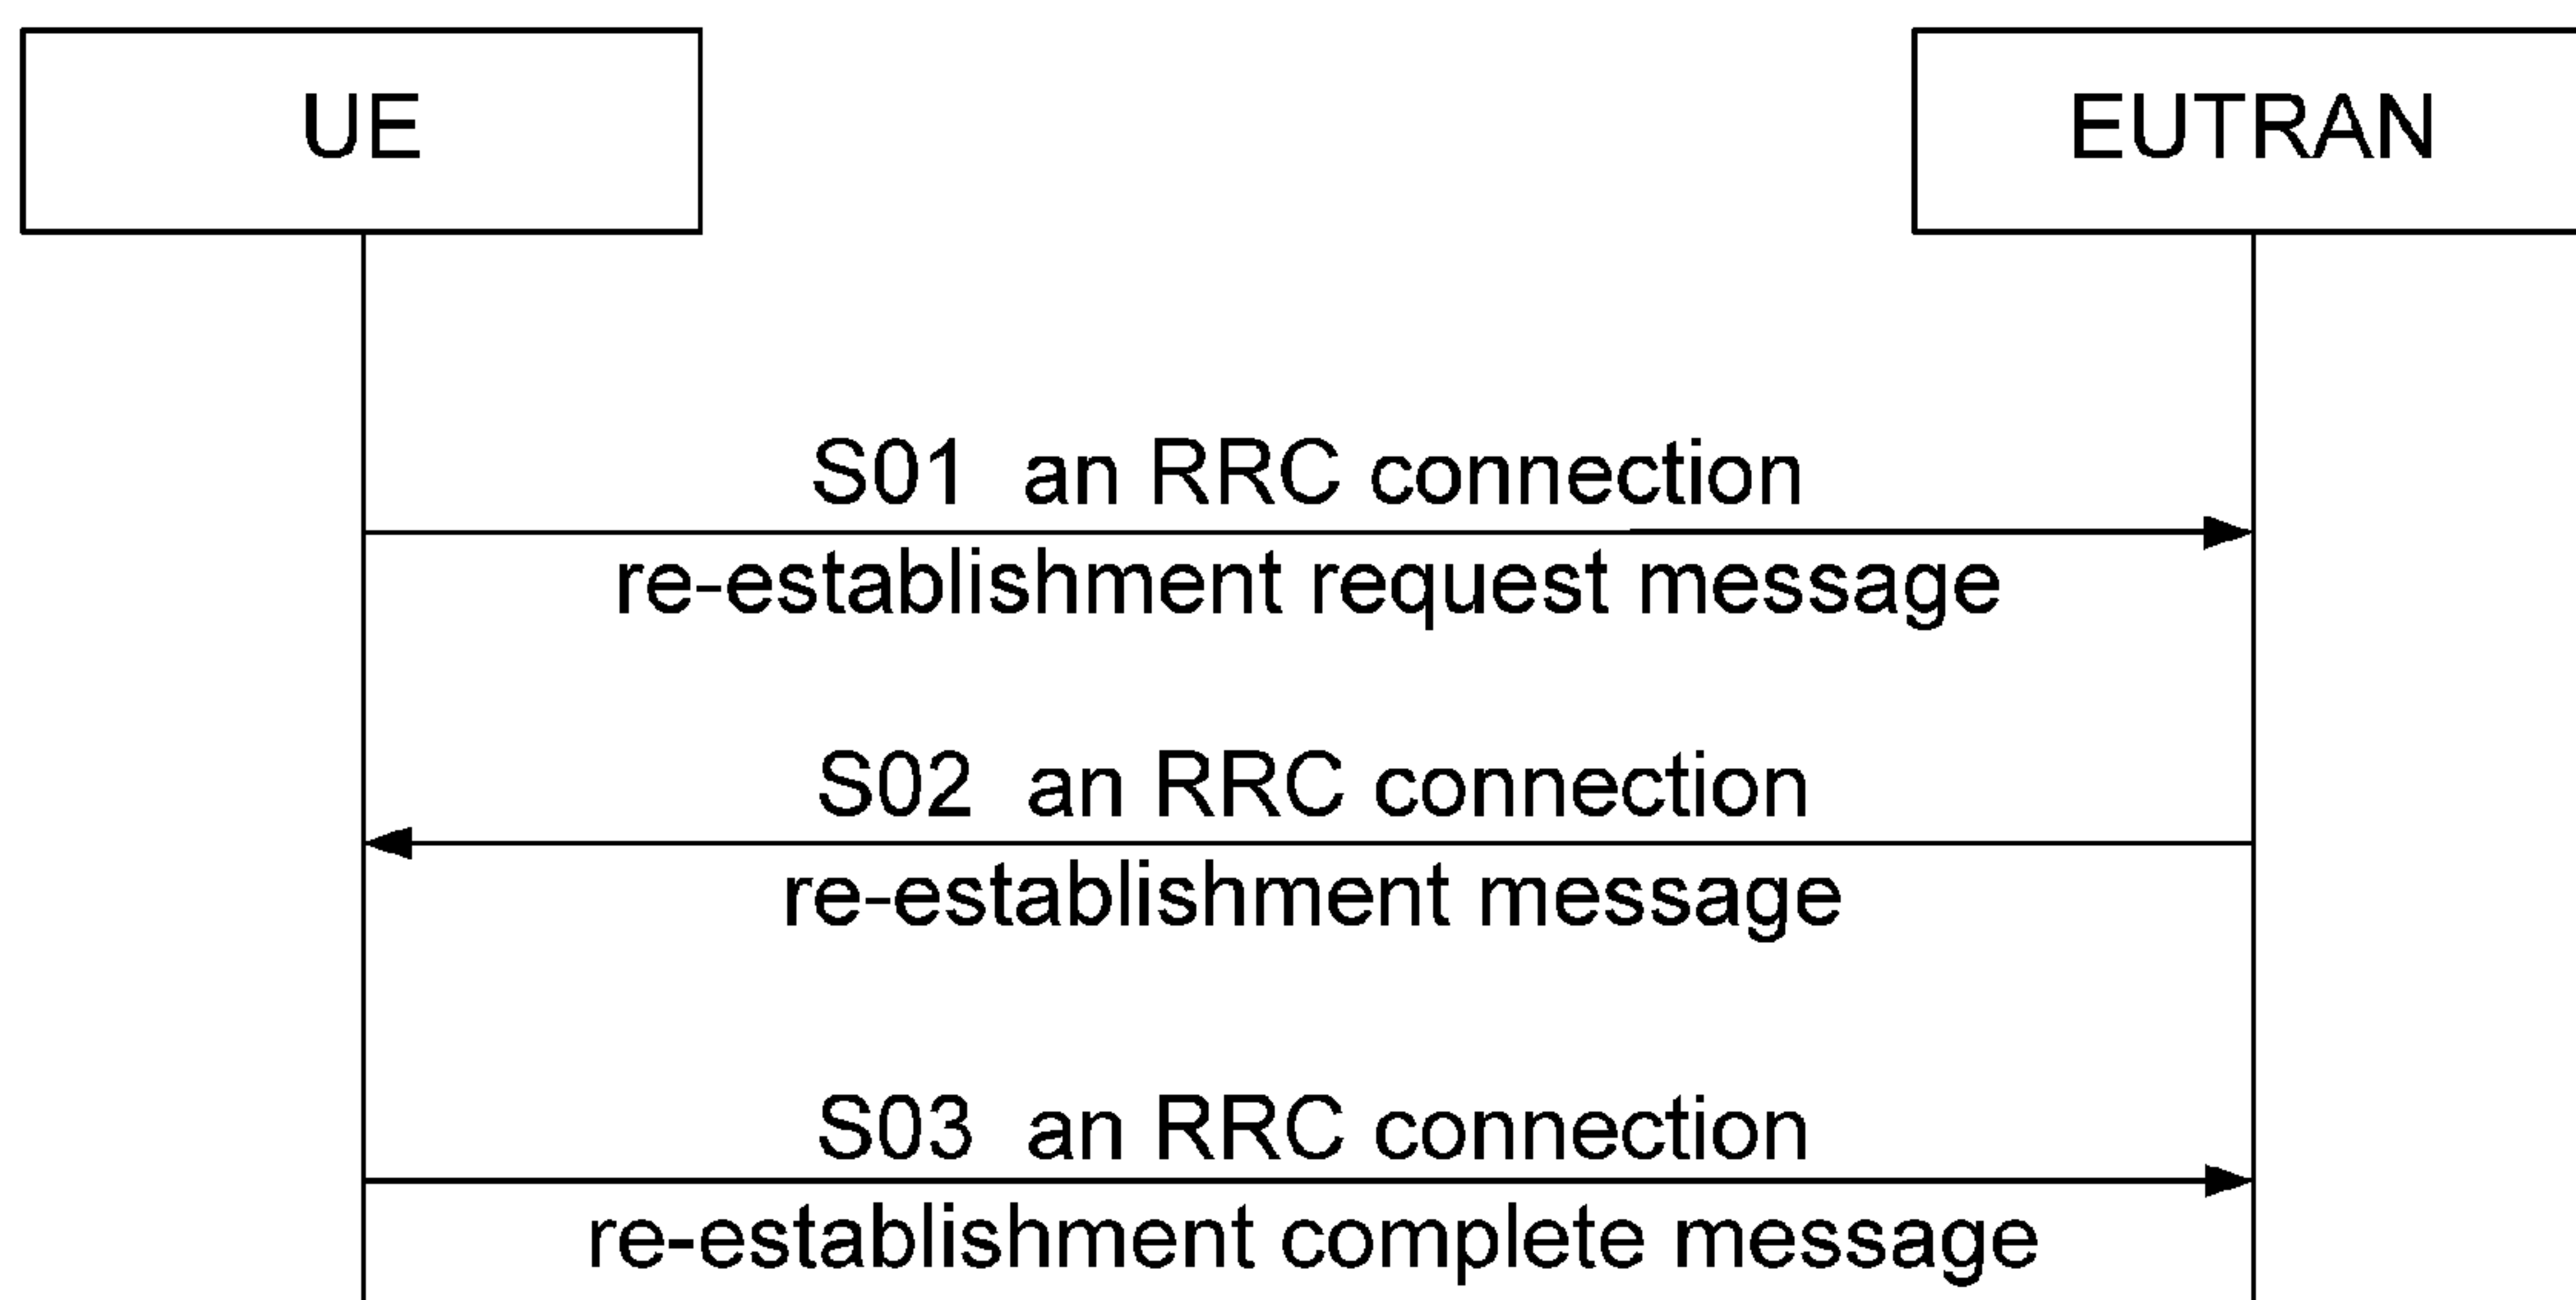 UE
EUTRAN
S01 an RRC connection
re-establishment request message
S02 an RRC connection
re-establishment message
S03 an RRC connection
re-establishment complete message